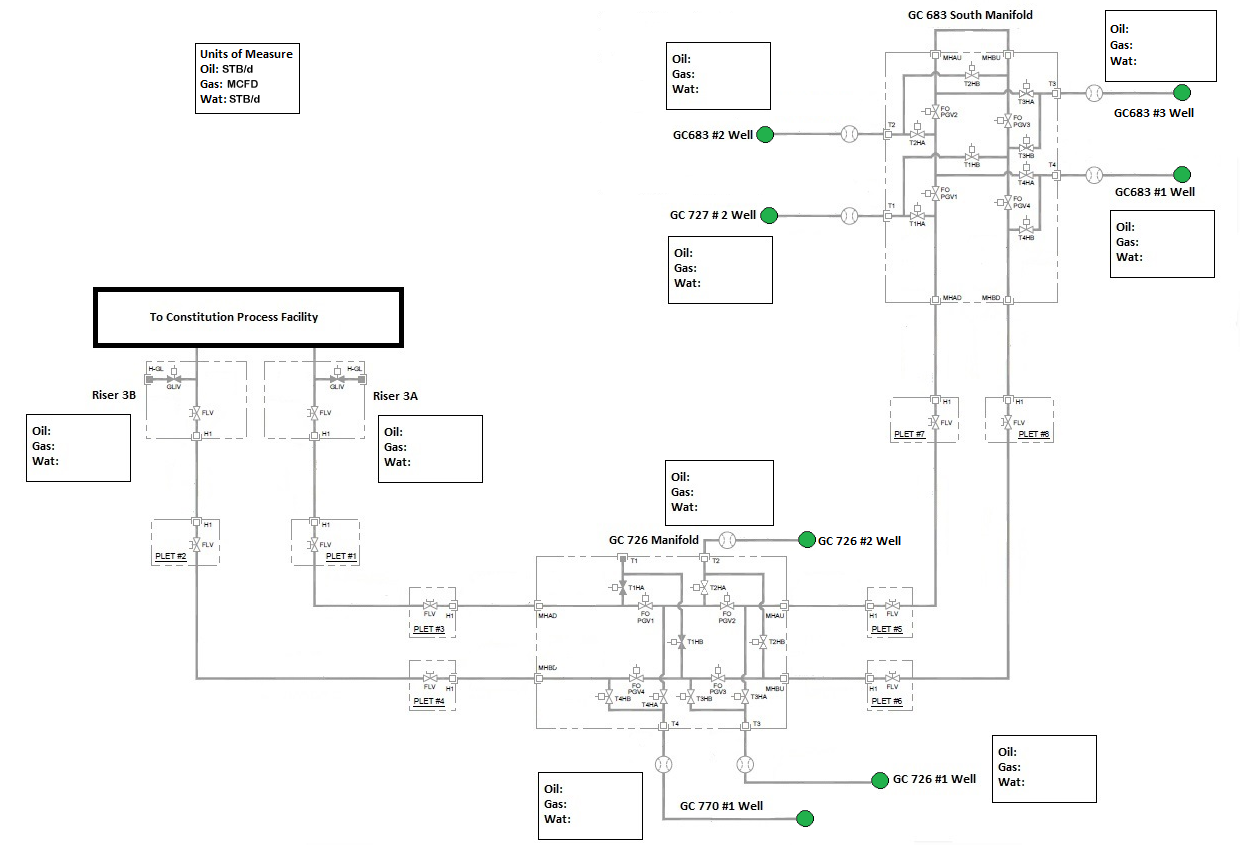 GC 683 South Manifold
Units of Measure
Oil: STB/d
Gas: MCFD
Wat: STB/d
Oil:
Gas:
Wat:
Oil:
Gas:
Wat:
MHAU
MHBU
T2HB
T3
T3HA
GC683 #3 Well
FO
PGV2
FO
PGV3
T2
GC683 #2 Well
T2HA
T3HB
T1HB
T4
T4HA
GC683 #1 Well
FO
PGV1
FO
PGV4
T1
GC 727 # 2 Well
T1HA
T4HB
Oil:
Gas:
Wat:
Oil:
Gas:
Wat:
MHAD
MHBD
To Constitution Process Facility
H-GL
GLIV
H-GL
GLIV
Riser 3B
Riser 3A
FLV
FLV
H1
H1
Oil:
Gas:
Wat:
Oil:
Gas:
Wat:
H1
H1
FLV
FLV
PLET #7
PLET #8
Oil:
Gas:
Wat:
H1
H1
FLV
FLV
PLET #2
PLET #1
GC 726 Manifold
GC 726 #2 Well
T1
T2
T1HA
T2HA
FO
PGV1
FO
PGV2
MHAD
MHAU
FLV
H1
PLET #3
H1
FLV
PLET #5
T1HB
T2HB
MHBD
MHBU
FO
PGV4
FO
PGV3
FLV
H1
PLET #4
H1
FLV
PLET #6
T4HB
T4HA
T3HB
T3HA
T4
T3
Oil:
Gas:
Wat:
GC 726 #1 Well
Oil:
Gas:
Wat:
GC 770 #1 Well